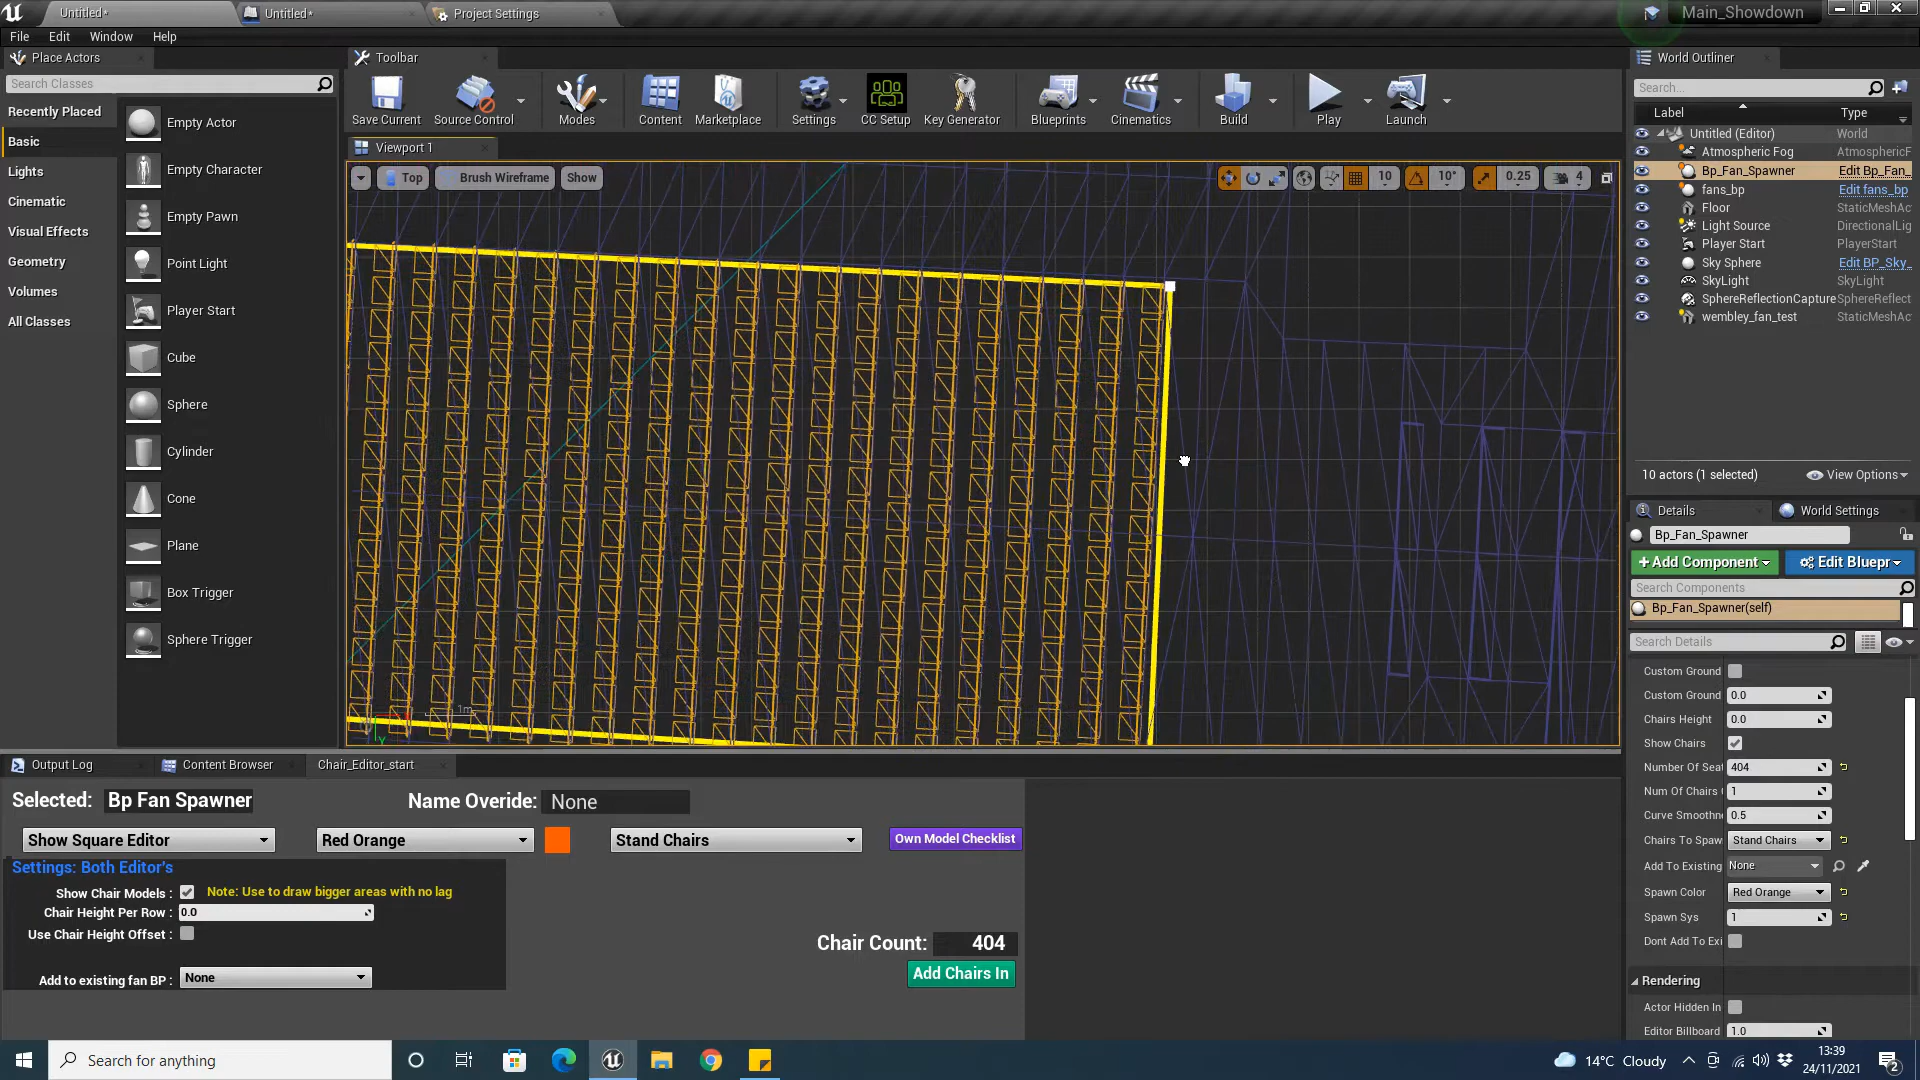 Untitled*
Untitled*
Project Settings
Main_Showdown
File
Edit
Window
Help
Place Actors
Search Classes
Recently Placed
Basic
Lights
Cinematic
Visual Effects
Geometry
Volumes
All Classes
Empty Actor
Empty Character
Empty Pawn
Point Light
Player Start
Cube
Sphere
Cylinder
Cone
Plane
Box Trigger
Sphere Trigger
Toolbar
Save Current
Source Control
Modes
Content
Marketplace
Settings
CC Setup
Key Generator
Blueprints
Cinematics
Build
Play
Launch
Viewport 1
Top
Brush Wireframe
Show
10
10°
0.25
4
1m
Y
World Outliner
Search...
Label
Type
Untitled (Editor)
World
Atmospheric Fog
AtmosphericF
Bp_Fan_Spawner
Edit Bp_Fan_
fans_bp
Edit fans_bp
Floor
StaticMeshAc
Light Source
DirectionalLig
Player Start
PlayerStart
Sky Sphere
Edit BP_Sky_
SkyLight
SkyLight
SphereReflectionCapture
SphereReflect
wembley_fan_test
StaticMeshAc
10 actors (1 selected)
View Options
Details
World Settings
Bp_Fan_Spawner
+Add Component
Edit Bluepr
Search Components
Bp_Fan_Spawner(self)
Search Details
Custom Ground
Custom Ground
0.0
Chairs Height
0.0
Show Chairs
Number Of Sea
404
Num Of Chairs
1
Curve Smoothn
0.5
Chairs To Spaw
Stand Chairs
Add To Existing
None
Spawn Color
Red Orange
Spawn Sys
1
Dont Add To Exi
Rendering
Actor Hidden In
Editor Billboard
1.0
Output Log
Content Browser
Chair_Editor_start
Selected:
Bp Fan Spawner
Name Overide:
None
Show Square Editor
Red Orange
Stand Chairs
Own Model Checklist
Settings: Both Editor's
Show Chair Models :
Note: Use to draw bigger areas with no lag
Chair Height Per Row :
0.0
Use Chair Height Offset :
Add to existing fan BP :
None
Chair Count:
404
Add Chairs In
Search for anything
14°C
Cloudy
13:39
24/11/2021
2